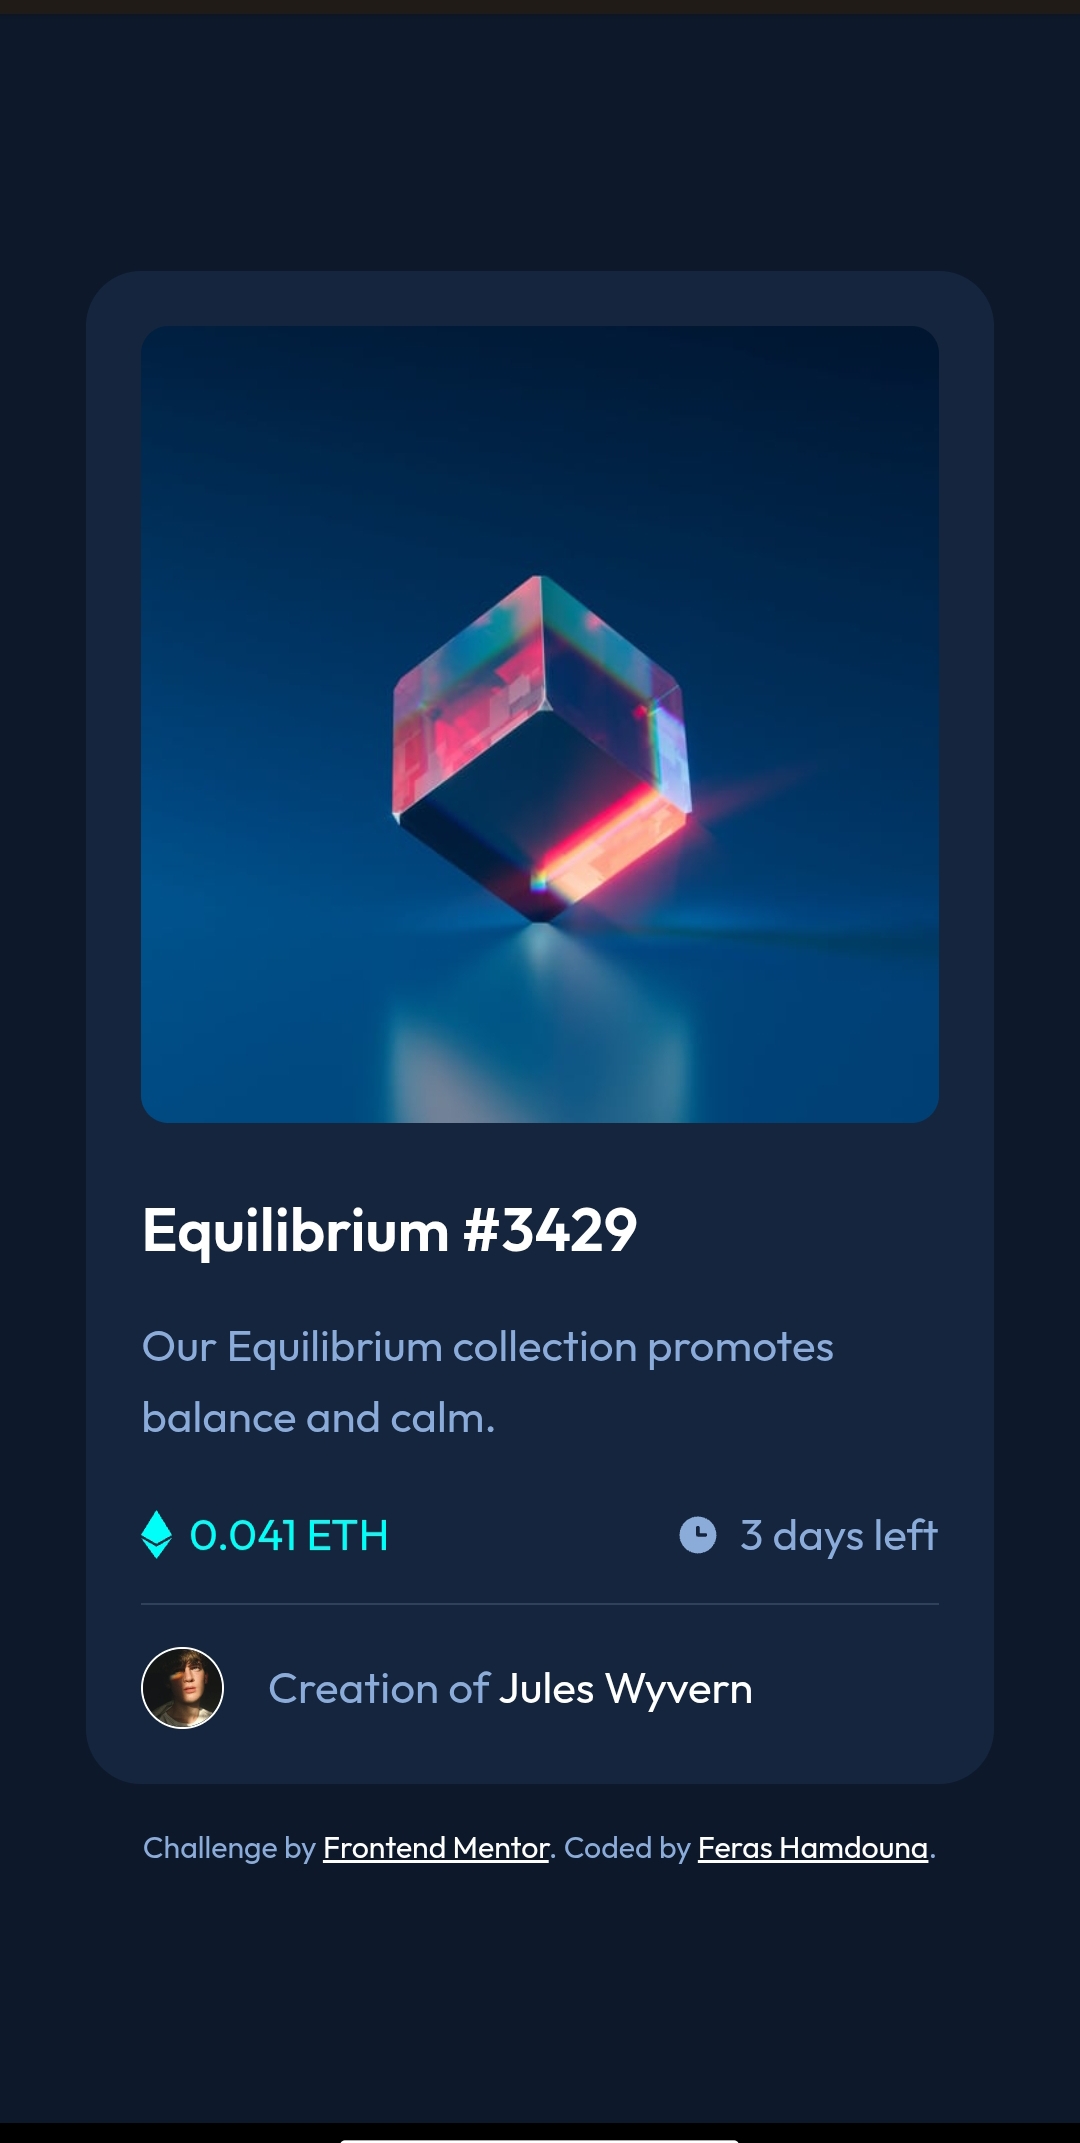 Equilibrium #3429
Our Equilibrium collection promotes
balance and calm.
0.041 ETH
3 days left
Creation of Jules Wyvern
Challenge by Frontend Mentor. Coded by Feras Hamdouna.